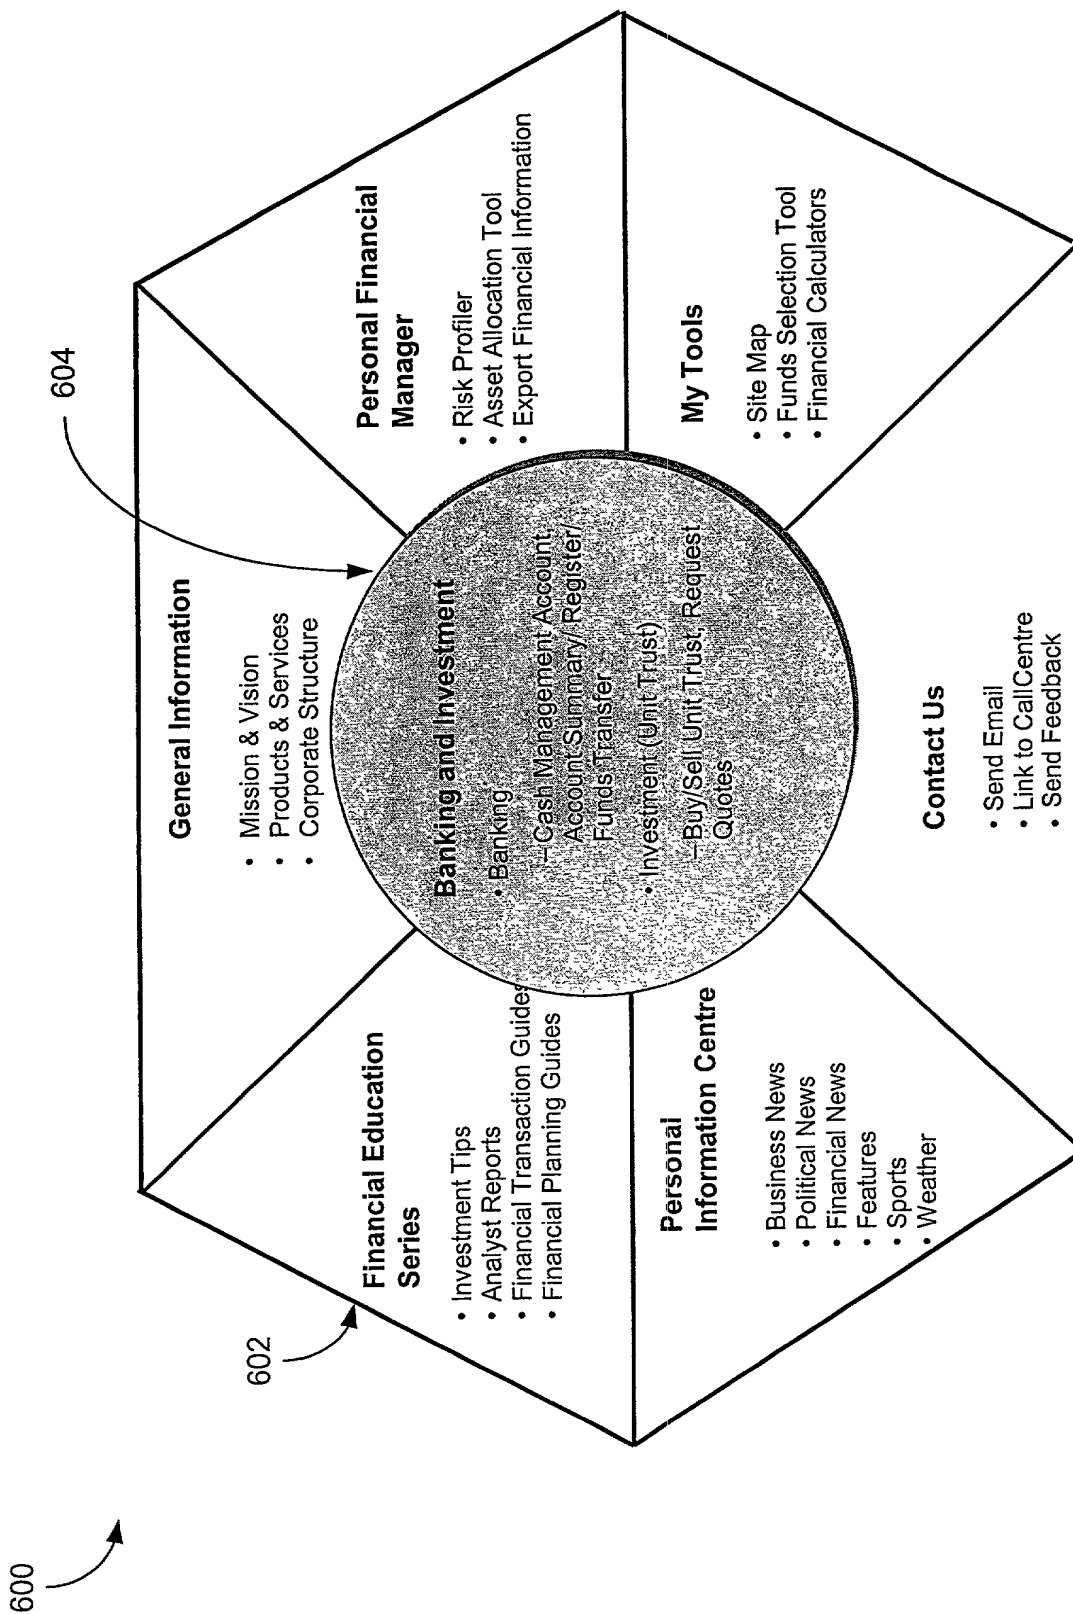 600
602
604
General Information
• Mission & Vision
• Products & Services
• Corporate Structure
Financial Education
Series
• Investment Tips
• Analyst Reports
• Financial Transaction Guides
• Financial Planning Guides
Personal Financial
Manager
• Risk Profiler
• Asset Allocation Tool
• Export Financial Information
Banking and Investment
• Banking
–Cash Management Account,
Account Summary/ Register/
Funds Transfer
• Investment (Unit Trust)
–Buy/Sell Unit Trust, Request
Quotes
Personal
Information Centre
• Business News
• Political News
• Financial News
• Features
• Sports
• Weather
My Tools
• Site Map
• Funds Selection Tool
• Financial Calculators
Contact Us
• Send Email
• Link to CallCentre
• Send Feedback